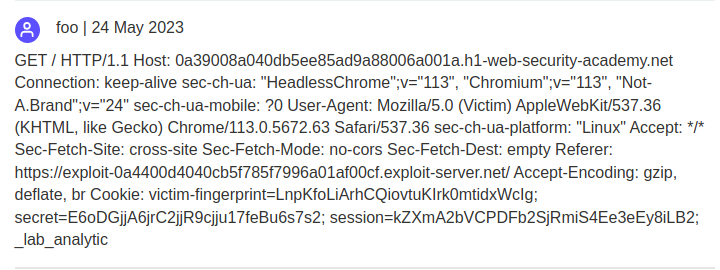 foo | 24 May 2023
GET / HTTP/1.1 Host: 0a39008a040db5ee85ad9a88006a001a.h1-web-security-academy.net
Connection: keep-alive sec-ch-ua: "HeadlessChrome";v="113", "Chromium";v="113", "Not-
A.Brand";v="24" sec-ch-ua-mobile: ?0 User-Agent: Mozilla/5.0 (Victim) AppleWebKit/537.36
(KHTML, like Gecko) Chrome/113.0.5672.63 Safari/537.36 sec-ch-ua-platform: "Linux" Accept: */*
Sec-Fetch-Site: cross-site Sec-Fetch-Mode: no-cors Sec-Fetch-Dest: empty Referer:
https://exploit-0a4400d4040cb5f785f7996a01af00cf.exploit-server.net/ Accept-Encoding: gzip,
deflate, br Cookie: victim-fingerprint=LnpKfoLiArhCQiovtuKIrk0mtidxWcIg;
secret=E6oDGjjA6jrC2jjR9cjju17feBu6s7s2; session=kZXmA2bVCPDFb2SjRmiS4Ee3eEy8iLB2;
_lab_analytic